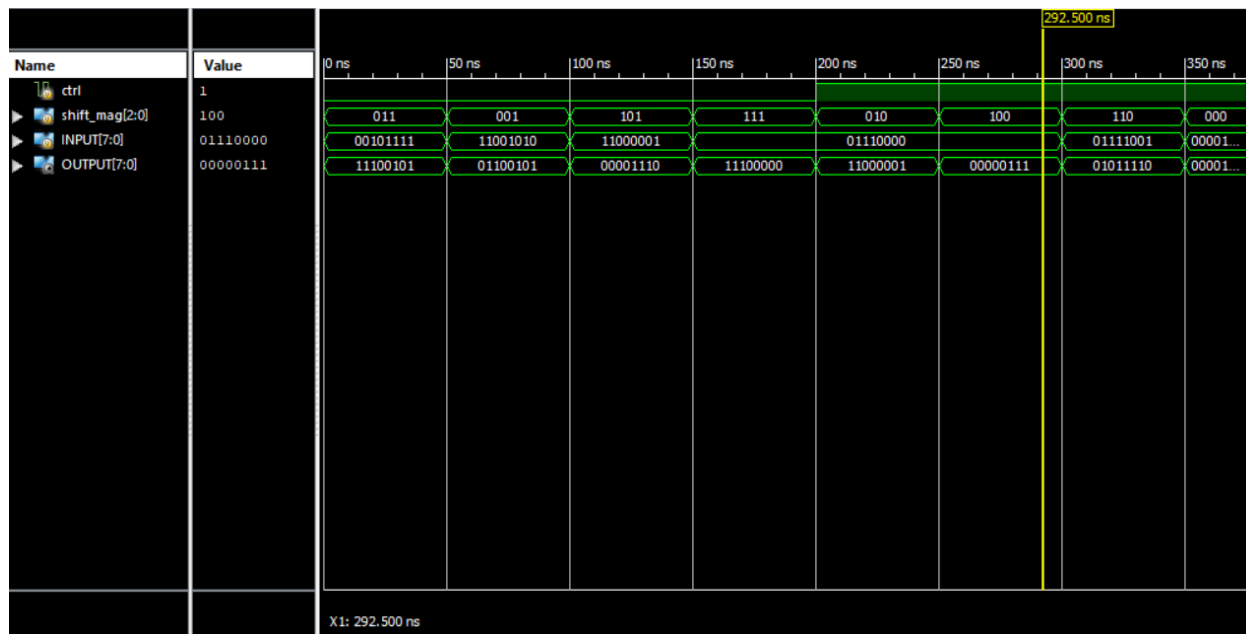 292.500 ns
Name Value 0 ns 50 ns 100 ns 150 ns 200 ns 250 ns 300 ns 350 ns
ctrl 1
shift_mag[2:0] 100 011 001 101 111 010 100 110 000
INPUT[7:0] 01110000 00101111 11001010 11000001 01110000 01111001 00001...
OUTPUT[7:0] 00000111 11100101 01100101 00001110 11100000 11000001 00000111 01011110 00001...
X1: 292.500 ns